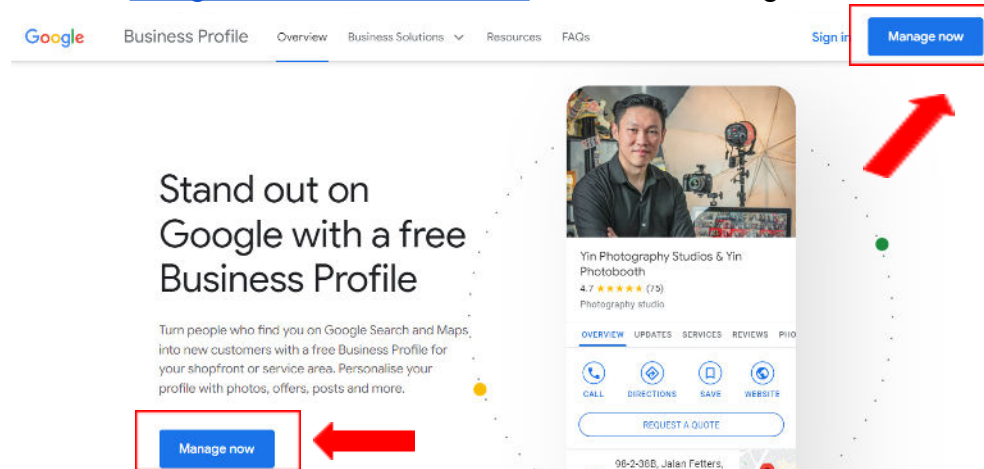 Google Business Profile Overview Business Solutions Resources FAQs Sign in Manage now
Stand out on
Google with a free
Business Profile
Turn people who find you on Google Search and Maps
into new customers with a free Business Profile for
your shopfront or service area. Personalise your
profile with photos, offers, posts and more.
Manage now
Yin Photography Studios & Yin
Photobooth
4.7 ★★★★★ (75)
Photography studio
OVERVIEW UPDATES SERVICES REVIEWS PHO
CALL DIRECTIONS SAVE WEBSITE
REQUEST A QUOTE
98-2-36B, Jalan Fetters,